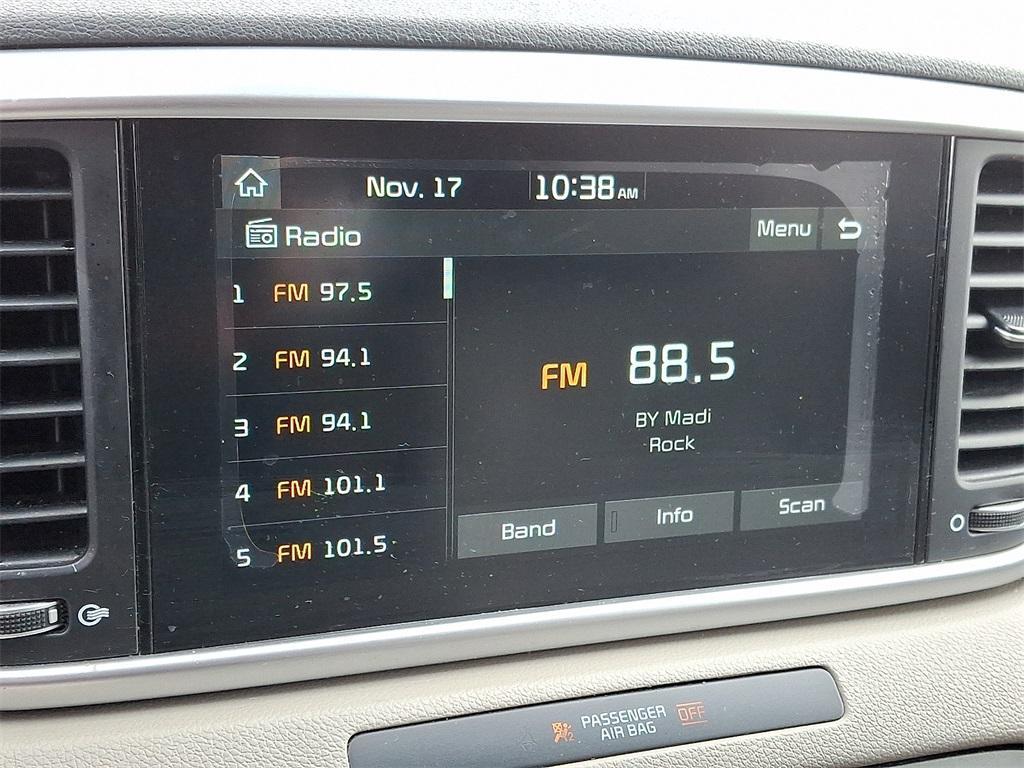 Nov. 17 10:38 AM
Radio Menu
1 FM 97.5
2 FM 94.1
3 FM 94.1
4 FM 101.1
5 FM 101.5
FM 88.5
BY Madi
Rock
Band Info Scan
PASSENGER
AIR BAG OFF